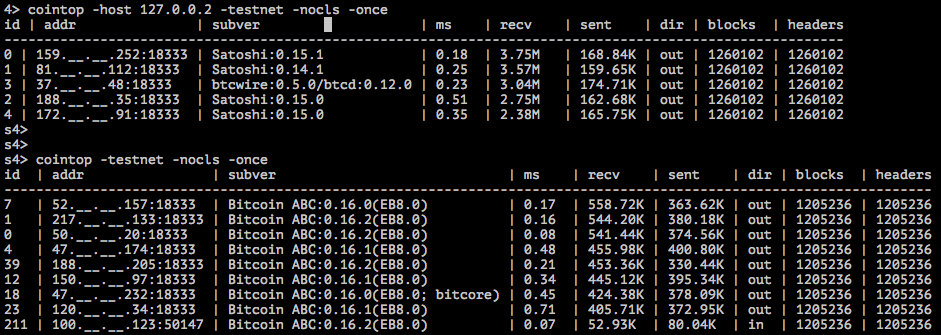 4> cointop -host 127.0.0.2 -testnet -nocls -once
id | addr | subver | ms | recv | sent | dir | blocks | headers
--------------------------------------------------------------------------------------------------------
0 | 159.__.__.252:18333 | Satoshi:0.15.1 | 0.18 | 3.75M | 168.84K | out | 1260102 | 1260102
1 | 81.__.__.112:18333 | Satoshi:0.14.1 | 0.25 | 3.57M | 159.65K | out | 1260102 | 1260102
3 | 37.__.__.48:18333 | btcwire:0.5.0/btcd:0.12.0 | 0.23 | 3.04M | 174.71K | out | 1260102 | 1260102
2 | 188.__.__.35:18333 | Satoshi:0.15.0 | 0.51 | 2.75M | 162.68K | out | 1260102 | 1260102
4 | 172.__.__.91:18333 | Satoshi:0.15.0 | 0.35 | 2.38M | 165.75K | out | 1260102 | 1260102
s4>
s4>
s4> cointop -testnet -nocls -once
id | addr | subver | ms | recv | sent | dir | blocks | headers
-------------------------------------------------------------------------------------------------------------------
7 | 52.__.__.157:18333 | Bitcoin ABC:0.16.0(EB8.0) | 0.17 | 558.72K | 363.62K | out | 1205236 | 1205236
1 | 217.__.__.133:18333 | Bitcoin ABC:0.16.2(EB8.0) | 0.16 | 544.20K | 380.18K | out | 1205236 | 1205236
0 | 50.__.__.20:18333 | Bitcoin ABC:0.16.2(EB8.0) | 0.08 | 541.44K | 374.56K | out | 1205236 | 1205236
4 | 47.__.__.174:18333 | Bitcoin ABC:0.16.1(EB8.0) | 0.48 | 455.98K | 400.80K | out | 1205236 | 1205236
39 | 188.__.__.205:18333 | Bitcoin ABC:0.16.2(EB8.0) | 0.21 | 453.36K | 330.44K | out | 1205236 | 1205236
12 | 150.__.__.97:18333 | Bitcoin ABC:0.16.1(EB8.0) | 0.34 | 445.12K | 395.34K | out | 1205236 | 1205236
18 | 47.__.__.232:18333 | Bitcoin ABC:0.16.0(EB8.0; bitcore) | 0.45 | 424.38K | 378.09K | out | 1205236 | 1205236
23 | 120.__.__.34:18333 | Bitcoin ABC:0.16.1(EB8.0) | 0.71 | 405.71K | 372.95K | out | 1205236 | 1205236
211 | 100.__.__.123:50147 | Bitcoin ABC:0.16.2(EB8.0) | 0.07 | 52.93K | 80.04K | in | 1205236 | 1205236